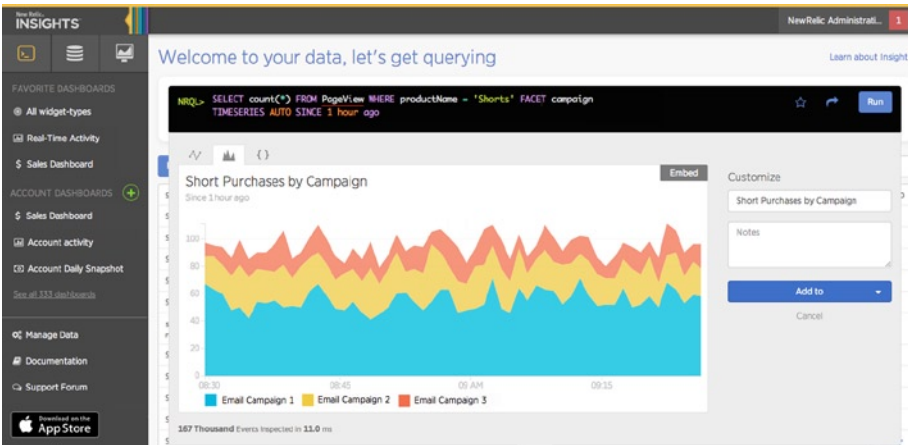 New Relic.
INSIGHTS
NewRelic Administrati...
1
Welcome to your data, let's get querying
Learn about Insight
FAVORITE DASHBOARDS
All widget-types
Real-Time Activity
$ Sales Dashboard
ACCOUNT DASHBOARDS
$ Sales Dashboard
Account activity
Account Daily Snapshot
See all 333 dashboards
Manage Data
Documentation
Support Forum
Download on the
App Store
NRQL> SELECT count(*) FROM PageView WHERE productName = 'Shorts' FACET campaign
TIMESERIES AUTO SINCE 1 hour ago
Run
{}
Embed
Short Purchases by Campaign
Since 1 hour ago
100
80
60
40
20
0
08:30 08:45 09 AM 09:15
Email Campaign 1 Email Campaign 2 Email Campaign 3
167 Thousand Events inspected in 11.0 ms
Customize
Short Purchases by Campaign
Notes
Add to
Cancel